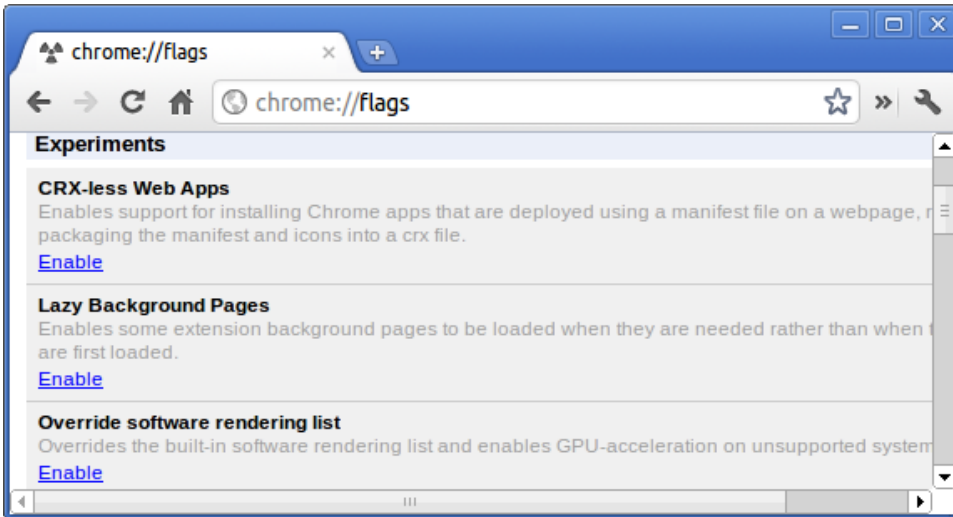 chrome://flags
chrome://flags
Experiments
CRX-less Web Apps
Enables support for installing Chrome apps that are deployed using a manifest file on a webpage,
packaging the manifest and icons into a crx file.
Enable
Lazy Background Pages
Enables some extension background pages to be loaded when they are needed rather than when
are first loaded.
Enable
Override software rendering list
Overrides the built-in software rendering list and enables GPU-acceleration on unsupported system
Enable